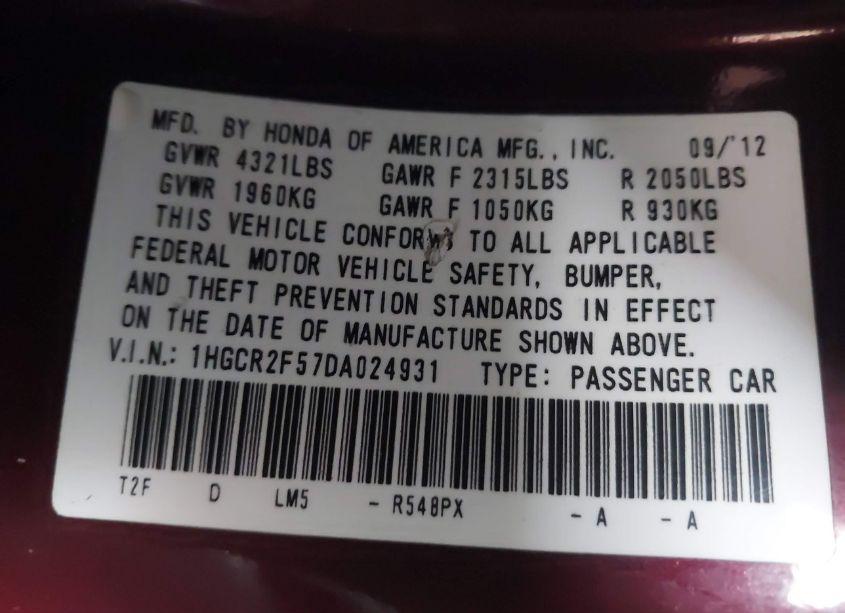 MFD. BY HONDA OF AMERICA MFG., INC. 09/'12
GVWR 4321LBS GAWR F 2315LBS R 2050LBS
GVWR 1960KG GAWR F 1050KG R 930KG
THIS VEHICLE CONFORMS TO ALL APPLICABLE
FEDERAL MOTOR VEHICLE SAFETY, BUMPER,
AND THEFT PREVENTION STANDARDS IN EFFECT
ON THE DATE OF MANUFACTURE SHOWN ABOVE.
V.I.N.: 1HGCR2F57DA024931 TYPE: PASSENGER CAR
T2F D LM5 - R548PX - A - A